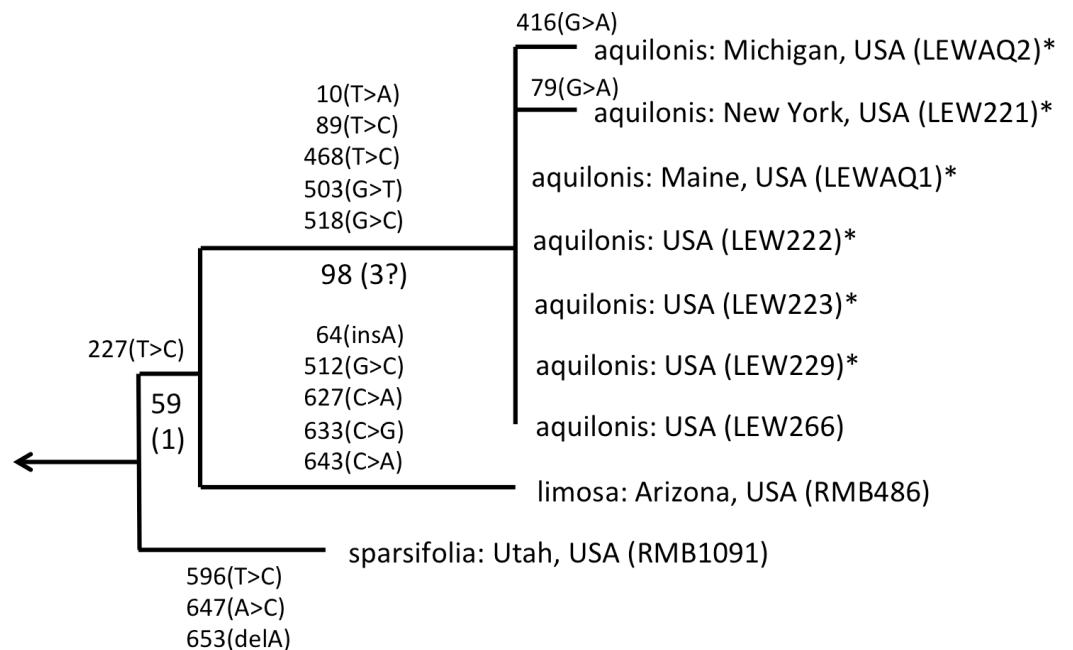 416(G>A)
aquilonis: Michigan, USA (LEWAQ2)*
79(G>A)
aquilonis: New York, USA (LEW221)*
10(T>A)
89(T>C)
468(T>C)
503(G>T)
518(G>C)
aquilonis: Maine, USA (LEWAQ1)*
aquilonis: USA (LEW222)*
98 (3?)
aquilonis: USA (LEW223)*
227(T>C)
59
(1)
64(insA)
512(G>C)
627(C>A)
633(C>G)
643(C>A)
aquilonis: USA (LEW229)*
aquilonis: USA (LEW266)
limosa: Arizona, USA (RMB486)
sparsifolia: Utah, USA (RMB1091)
596(T>C)
647(A>C)
653(delA)